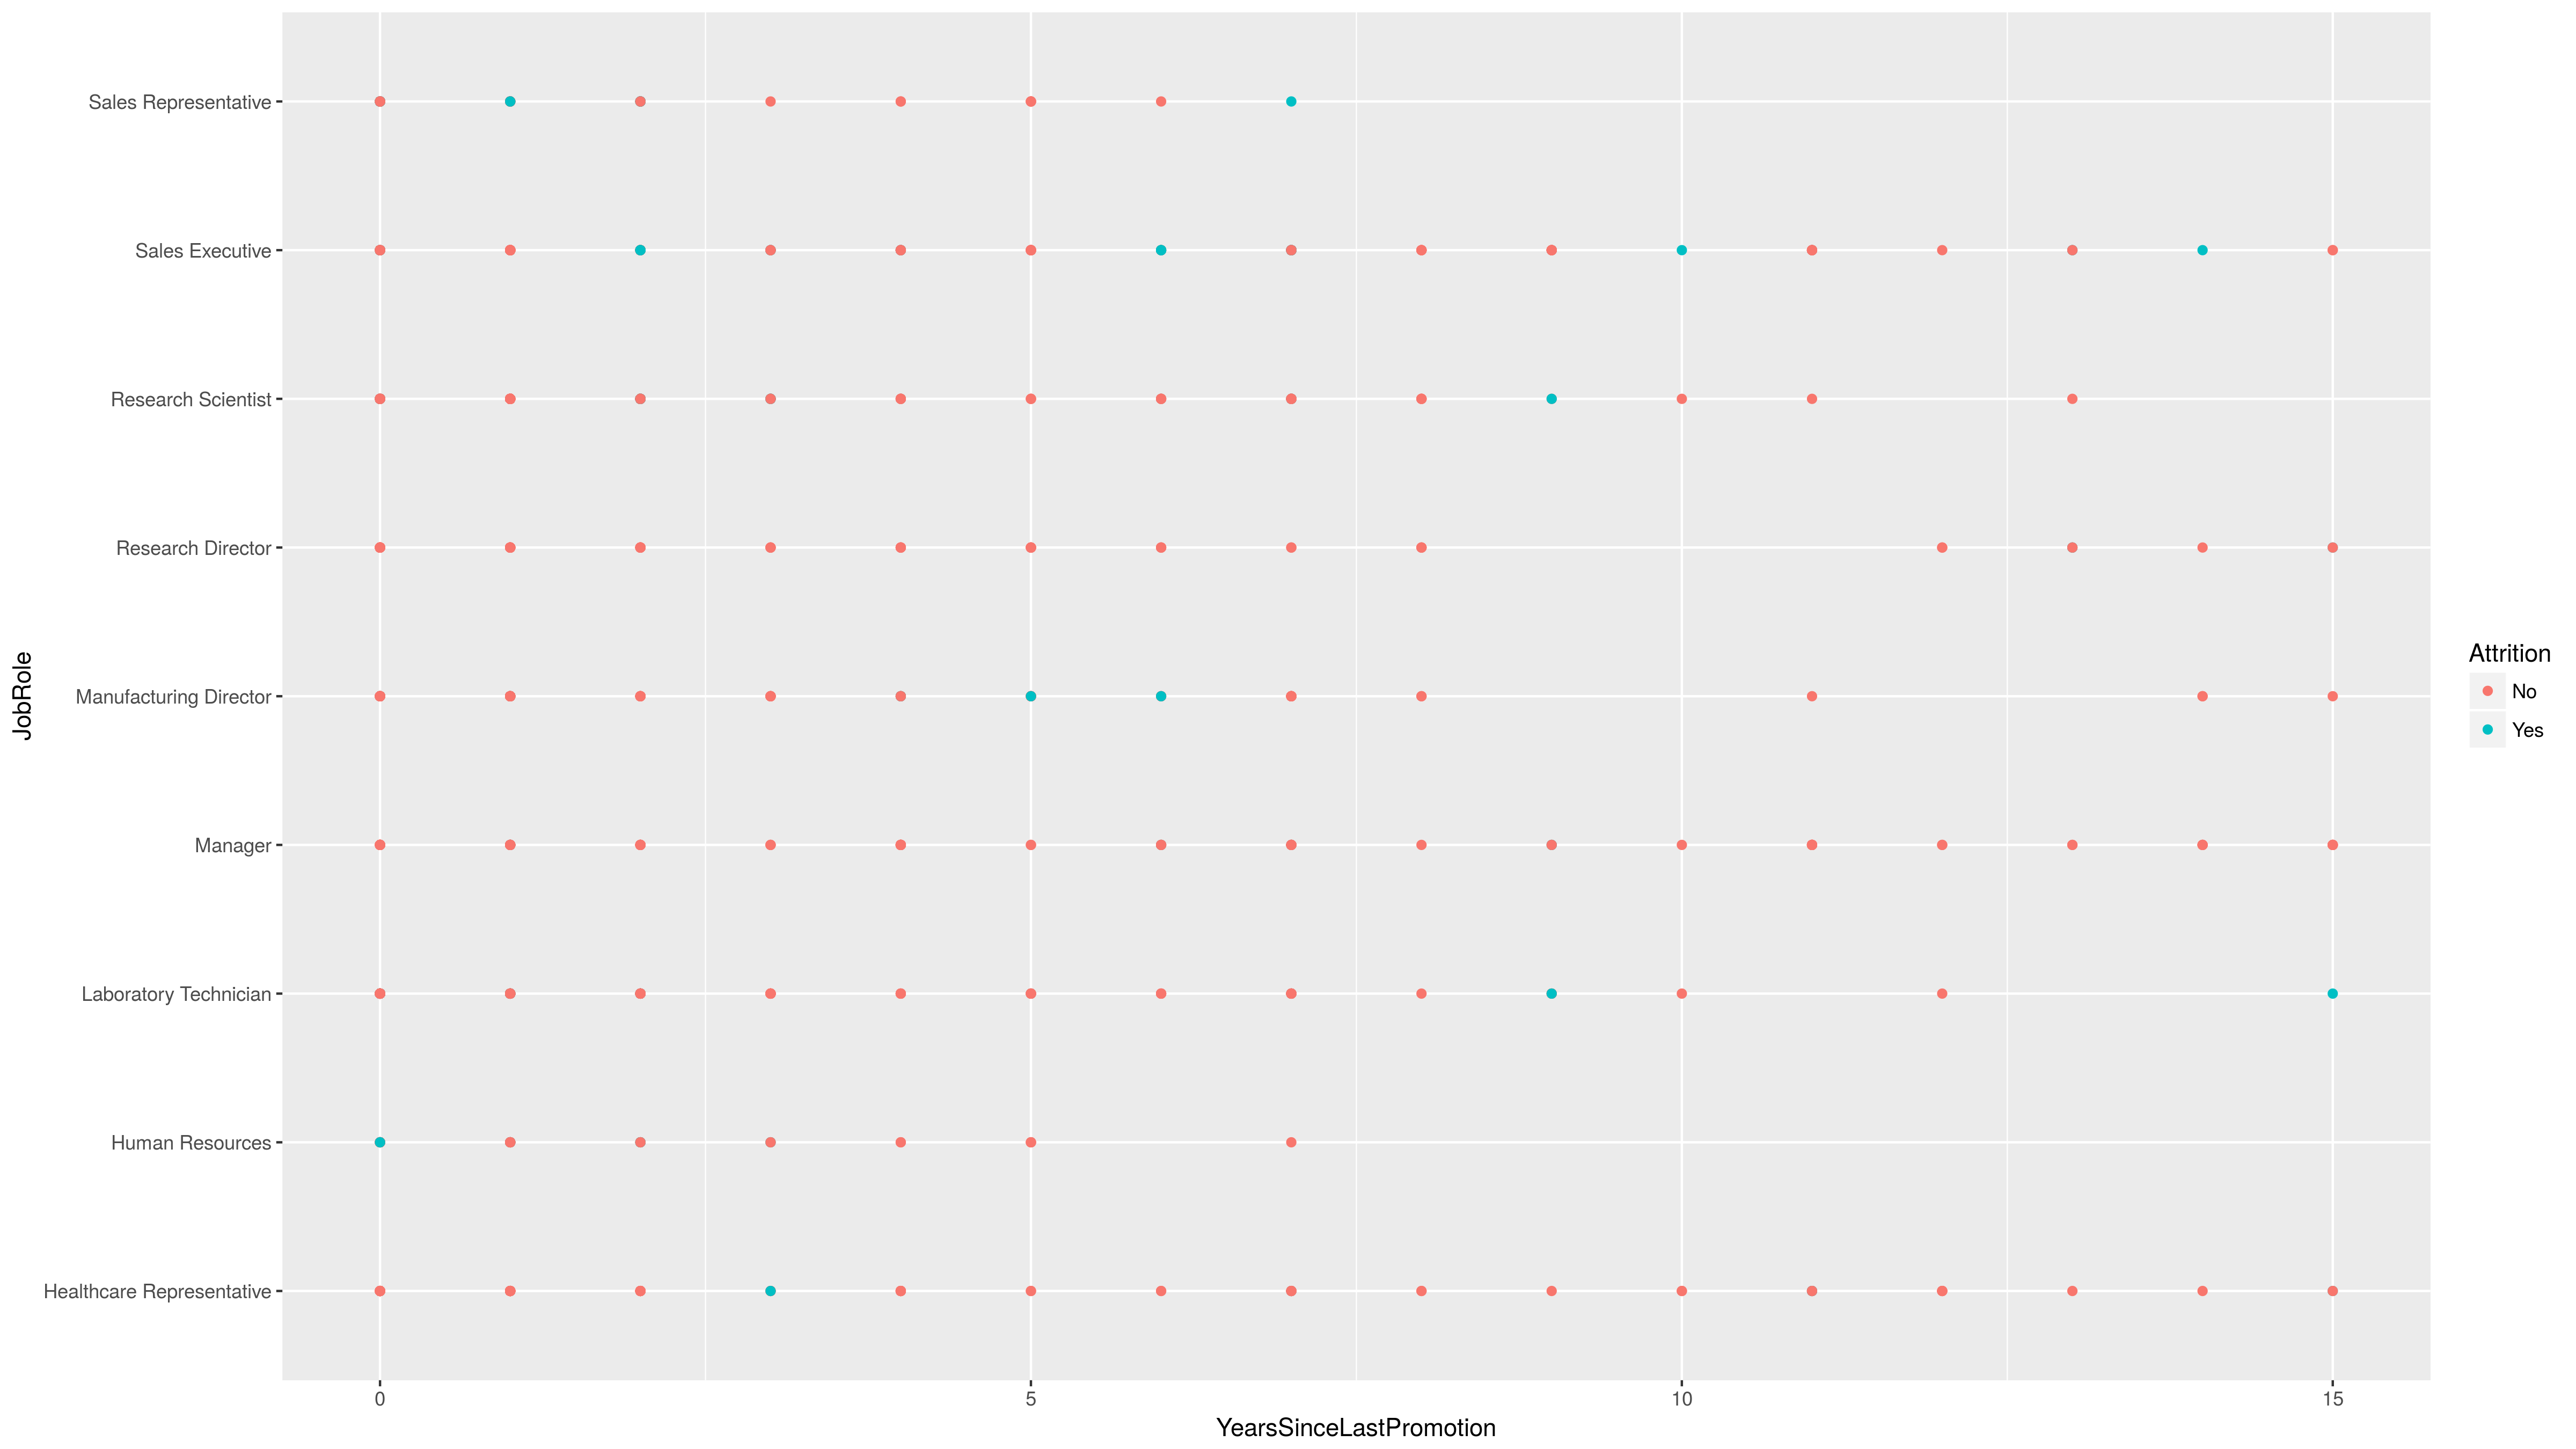 Sales Representative
Sales Executive
Research Scientist
Research Director
Manufacturing Director
Manager
Laboratory Technician
Human Resources
Healthcare Representative
JobRole
0 5 10 15
YearsSinceLastPromotion
Attrition
No
Yes